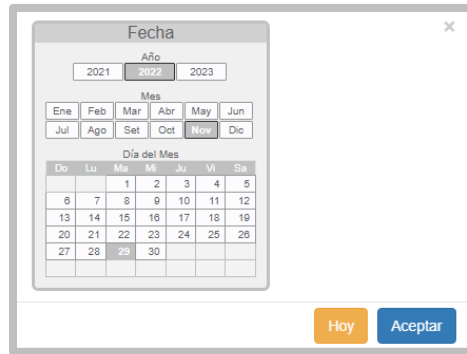 Fecha
×
Año
2021 2022 2023
Mes
Ene Feb Mar Abr May Jun
Jul Ago Set Oct Nov Dic
Día del Mes
Do Lu Ma Mi Ju Vi Sa
1 2 3 4 5
6 7 8 9 10 11 12
13 14 15 16 17 18 19
20 21 22 23 24 25 26
27 28 29 30
Hoy Aceptar